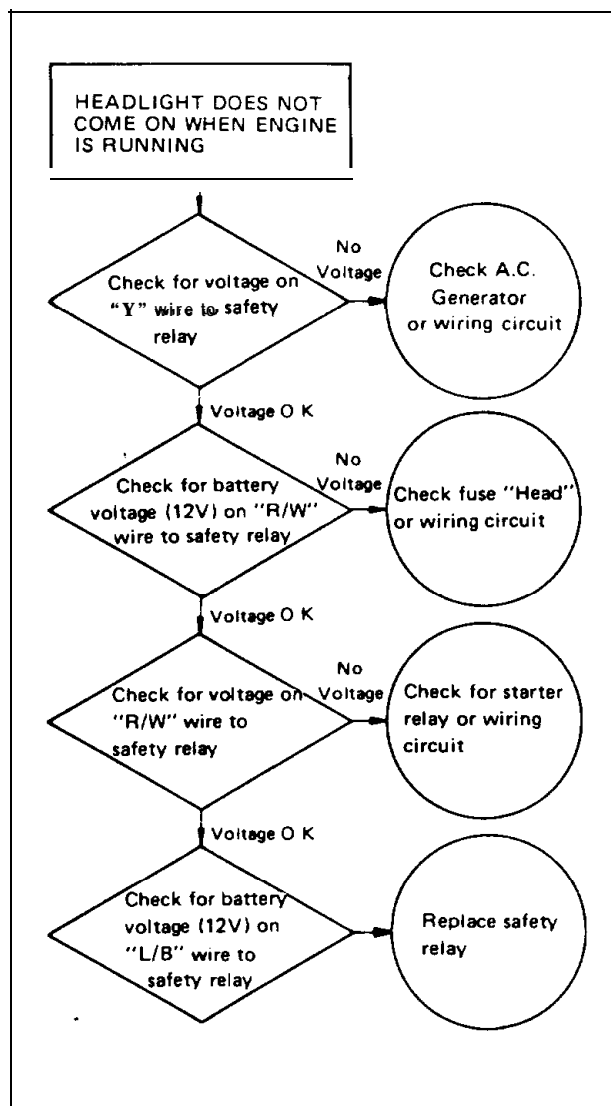 HEADLIGHT DOES NOT
COME ON WHEN ENGINE
IS RUNNING
Check for voltage on
"Y" wire to safety
relay
No
Voltage
Check A.C.
Generator
or wiring circuit
Voltage O K
Check for battery
voltage (12V) on "R/W"
wire to safety relay
No
Voltage
Check fuse "Head"
or wiring circuit
Voltage O K
Check for voltage on
"R/W" wire to
safety relay
No
Voltage
Check for starter
relay or wiring
circuit
Voltage O K
Check for battery
voltage (12V) on
"L/B" wire to
safety relay
Replace safety
relay